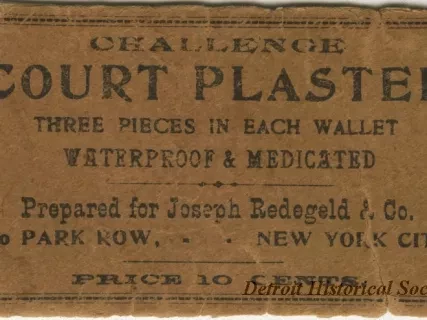 CHALLENGE
COURT PLASTE
THREE PIECES IN EACH WALLET
WATERPROOF & MEDICATED
Prepared for Joseph Redegeld & Co.
PARK ROW, - - NEW YORK CIT
PRICE 10 CENTS.
Detroit Historical Soc